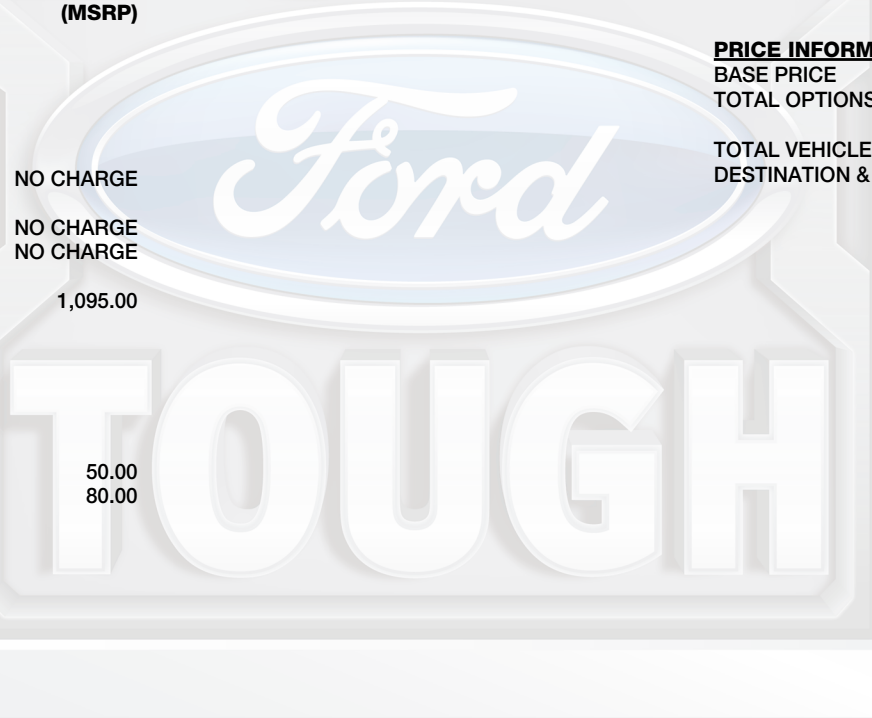 (MSRP)
NO CHARGE
NO CHARGE
NO CHARGE
1,095.00
50.00
80.00
PRICE INFORM
BASE PRICE
TOTAL OPTIONS
TOTAL VEHICLE
DESTINATION &
Ford
TOUGH